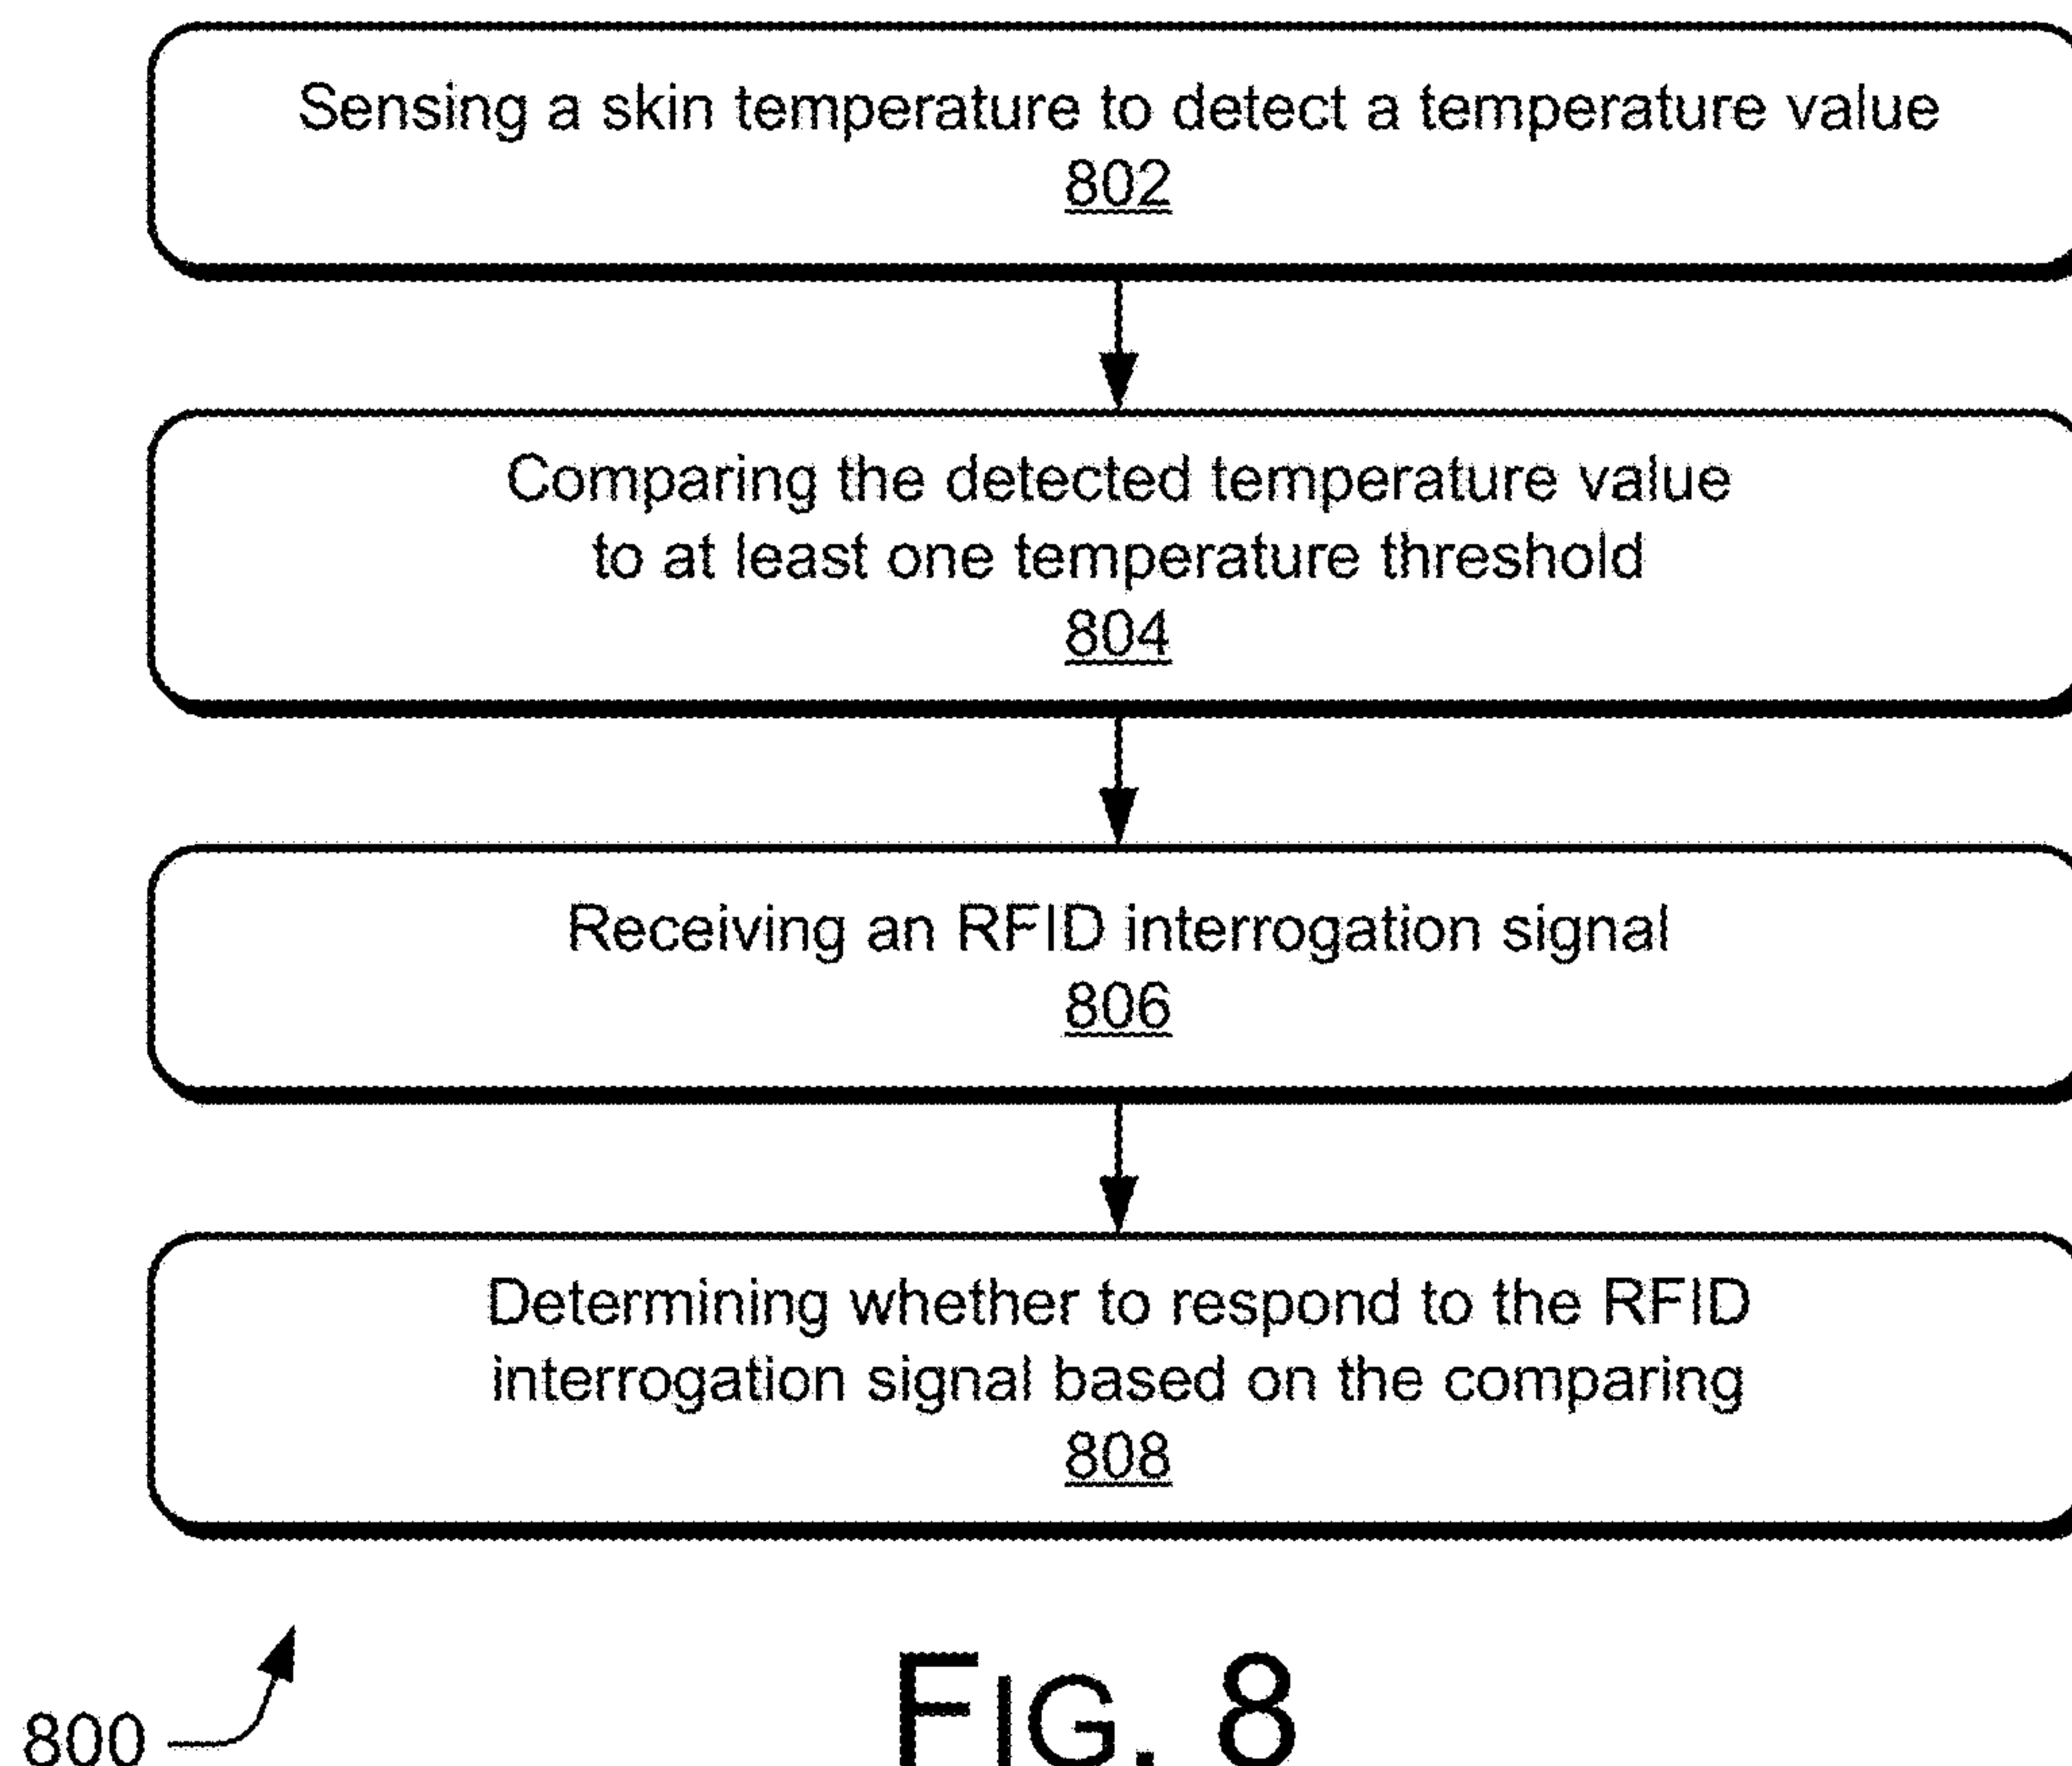 Sensing a skin temperature to detect a temperature value
802
Comparing the detected temperature value
to at least one temperature threshold
804
Receiving an RFID interrogation signal
806
Determining whether to respond to the RFID
interrogation signal based on the comparing
808
800
FIG. 8